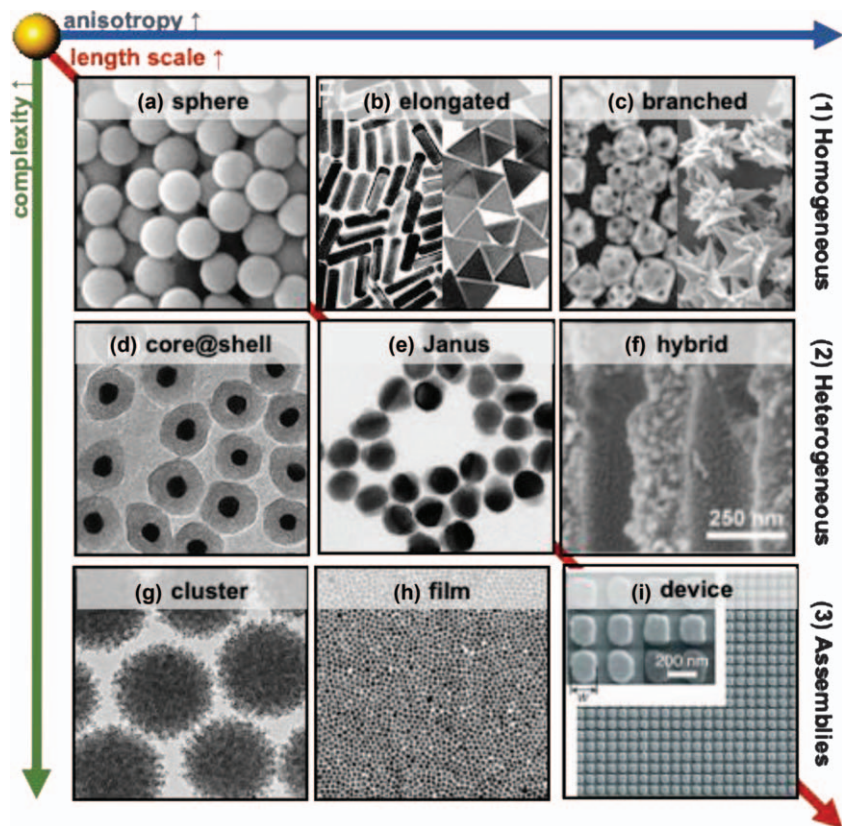 anisotropy ↑
length scale ↑
complexity ↑
(a) sphere
(b) elongated
(c) branched
(1) Homogeneous
(d) core@shell
(e) Janus
(f) hybrid
250 nm
(2) Heterogeneous
(g) cluster
(h) film
(i) device
200 nm
w
(3) Assemblies